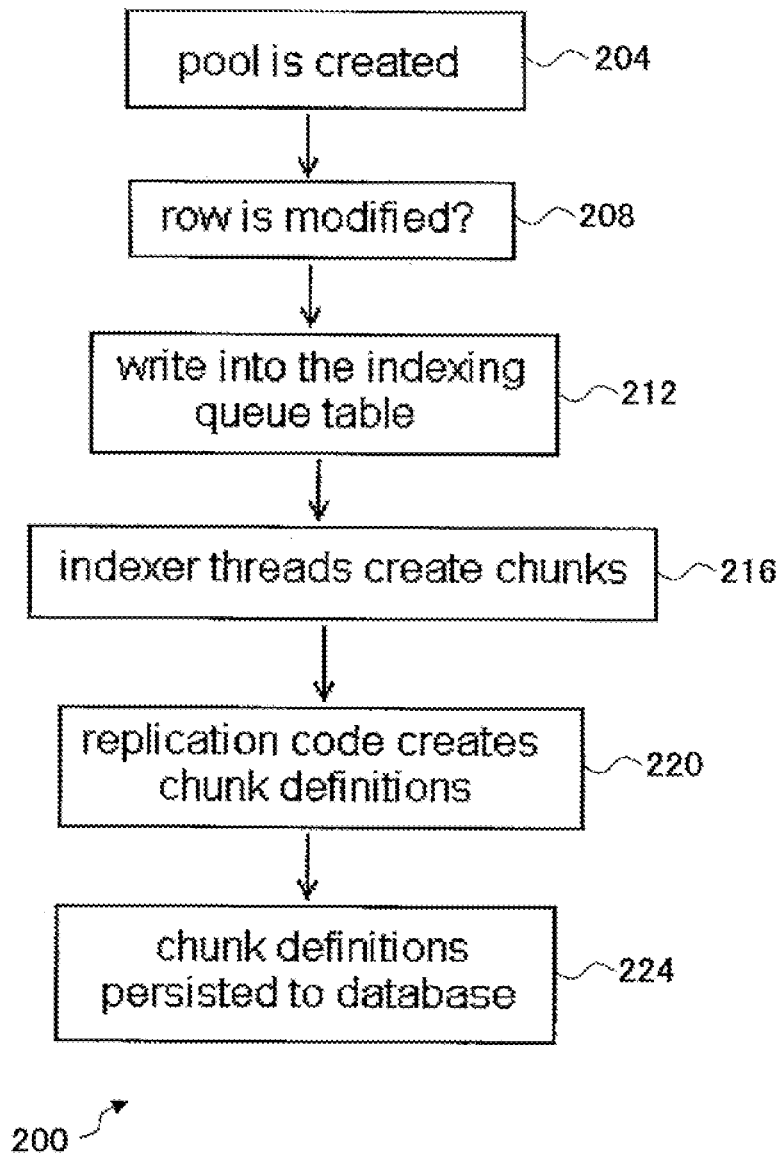 pool is created
204
row is modified?
208
write into the indexing
queue table
212
indexer threads create chunks
216
replication code creates
chunk definitions
220
chunk definitions
persisted to database
224
200